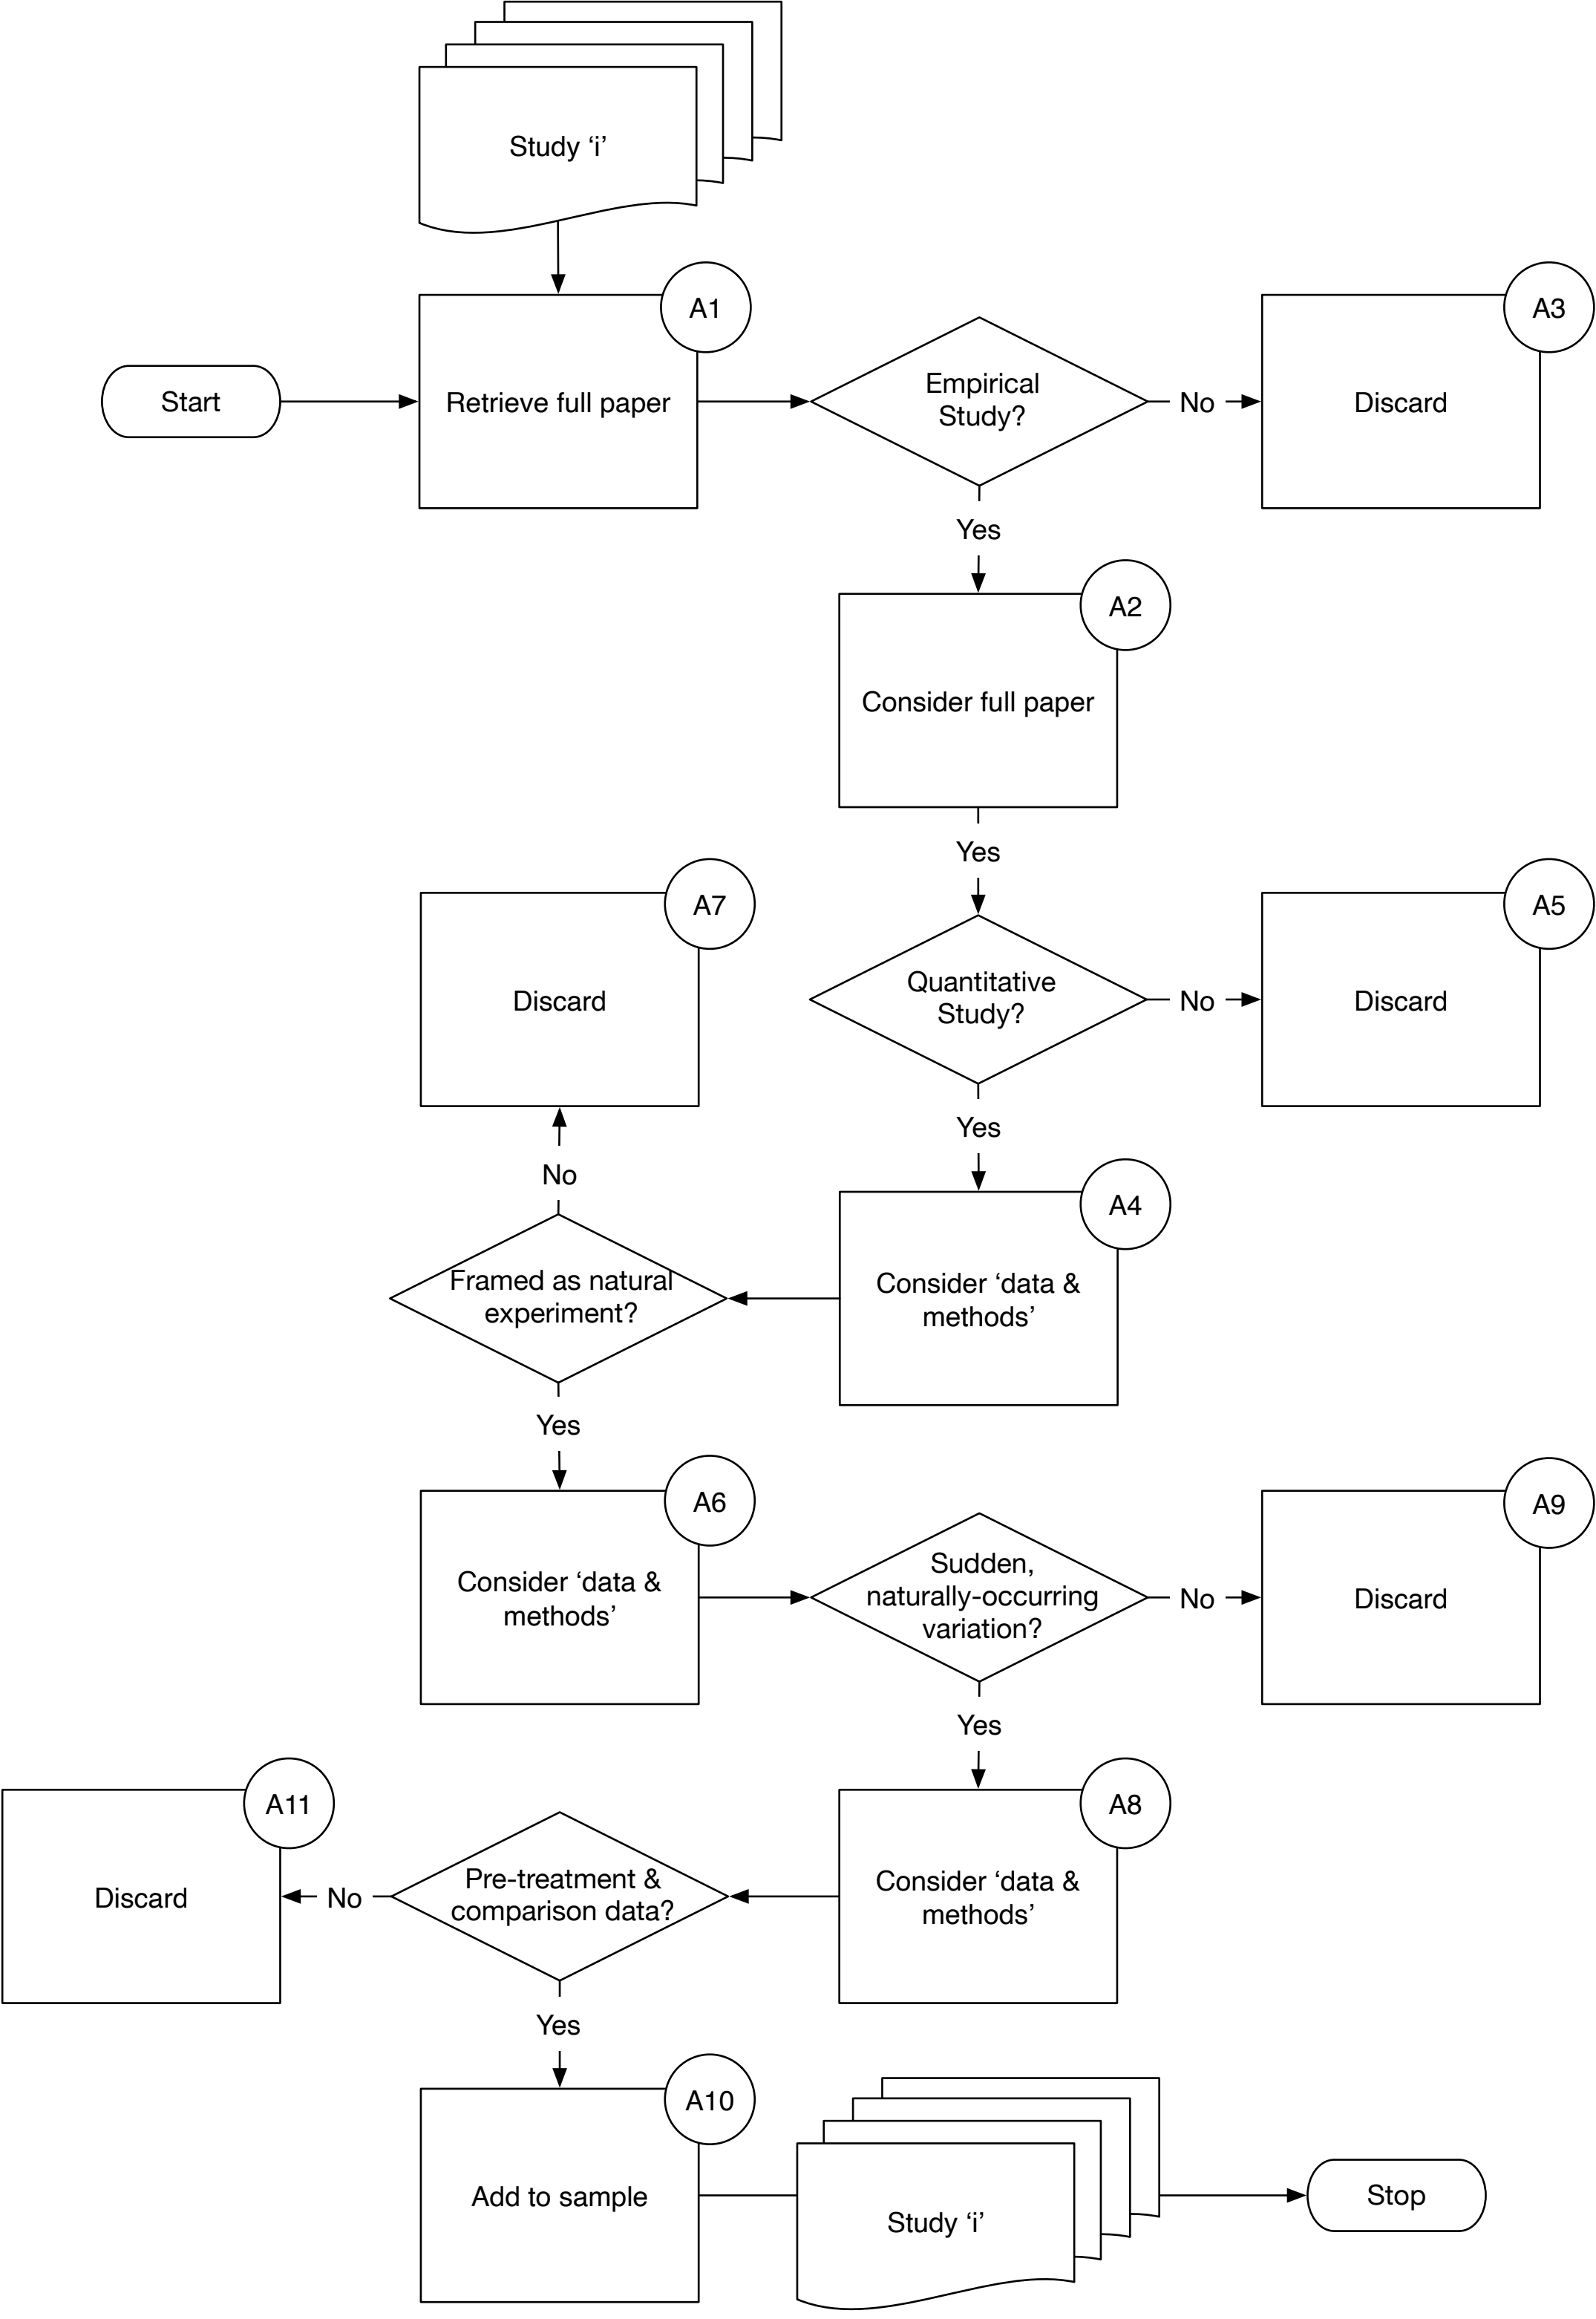 Study ‘i’
A1
A3
Start
Retrieve full paper
Empirical
Study?
No
Discard
Yes
A2
Consider full paper
Yes
A7
A5
Discard
Quantitative
Study?
No
Discard
Yes
No
A4
Framed as natural
experiment?
Consider ‘data &
methods’
Yes
A6
A9
Consider ‘data &
methods’
Sudden,
naturally-occurring
variation?
No
Discard
Yes
A11
A8
Discard
No
Pre-treatment &
comparison data?
Consider ‘data &
methods’
Yes
A10
Add to sample
Study ‘i’
Stop